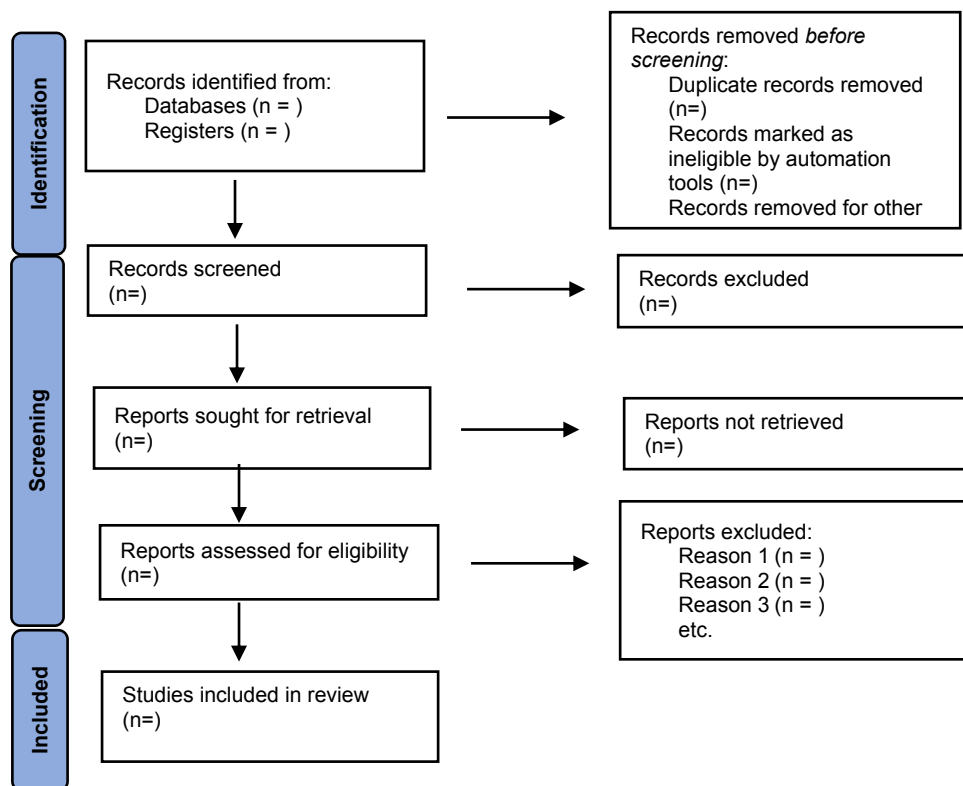 Identification
Records identified from:
Databases (n = )
Registers (n = )
Records removed before
screening:
Duplicate records removed
(n=)
Records marked as
ineligible by automation
tools (n=)
Records removed for other
Screening
Records screened
(n=)
Records excluded
(n=)
Reports sought for retrieval
(n=)
Reports not retrieved
(n=)
Reports assessed for eligibility
(n=)
Reports excluded:
Reason 1 (n = )
Reason 2 (n = )
Reason 3 (n = )
etc.
Included
Studies included in review
(n=)